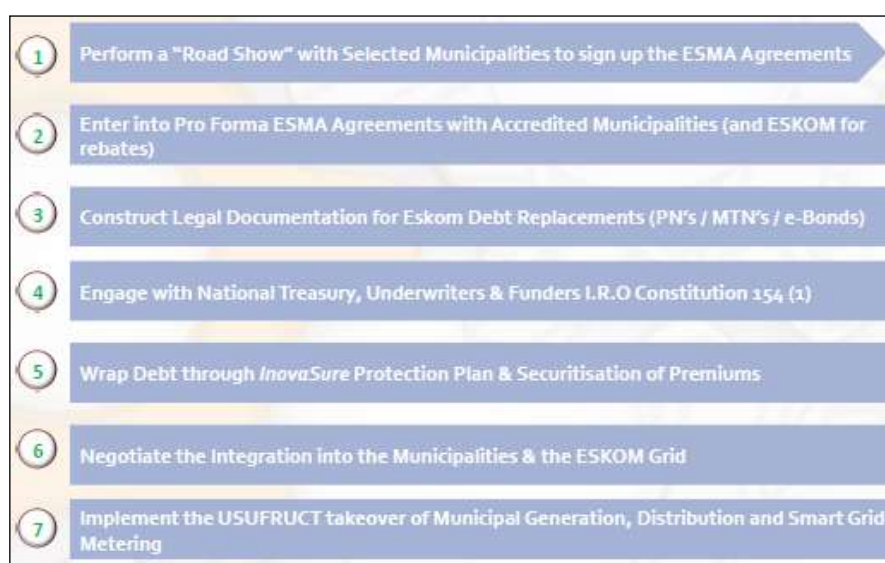 1 Perform a "Road Show" with Selected Municipalities to sign up the ESMA Agreements
2 Enter into Pro Forma ESMA Agreements with Accredited Municipalities (and ESKOM for
rebates)
3 Construct Legal Documentation for Eskom Debt Replacements (PN's / MTN's / e-Bonds)
4 Engage with National Treasury, Underwriters & Funders I.R.O Constitution 154 (1)
5 Wrap Debt through InovaSure Protection Plan & Securitisation of Premiums
6 Negotiate the Integration into the Municipalities & the ESKOM Grid
7 Implement the USUFRUCT takeover of Municipal Generation, Distribution and Smart Grid
Metering